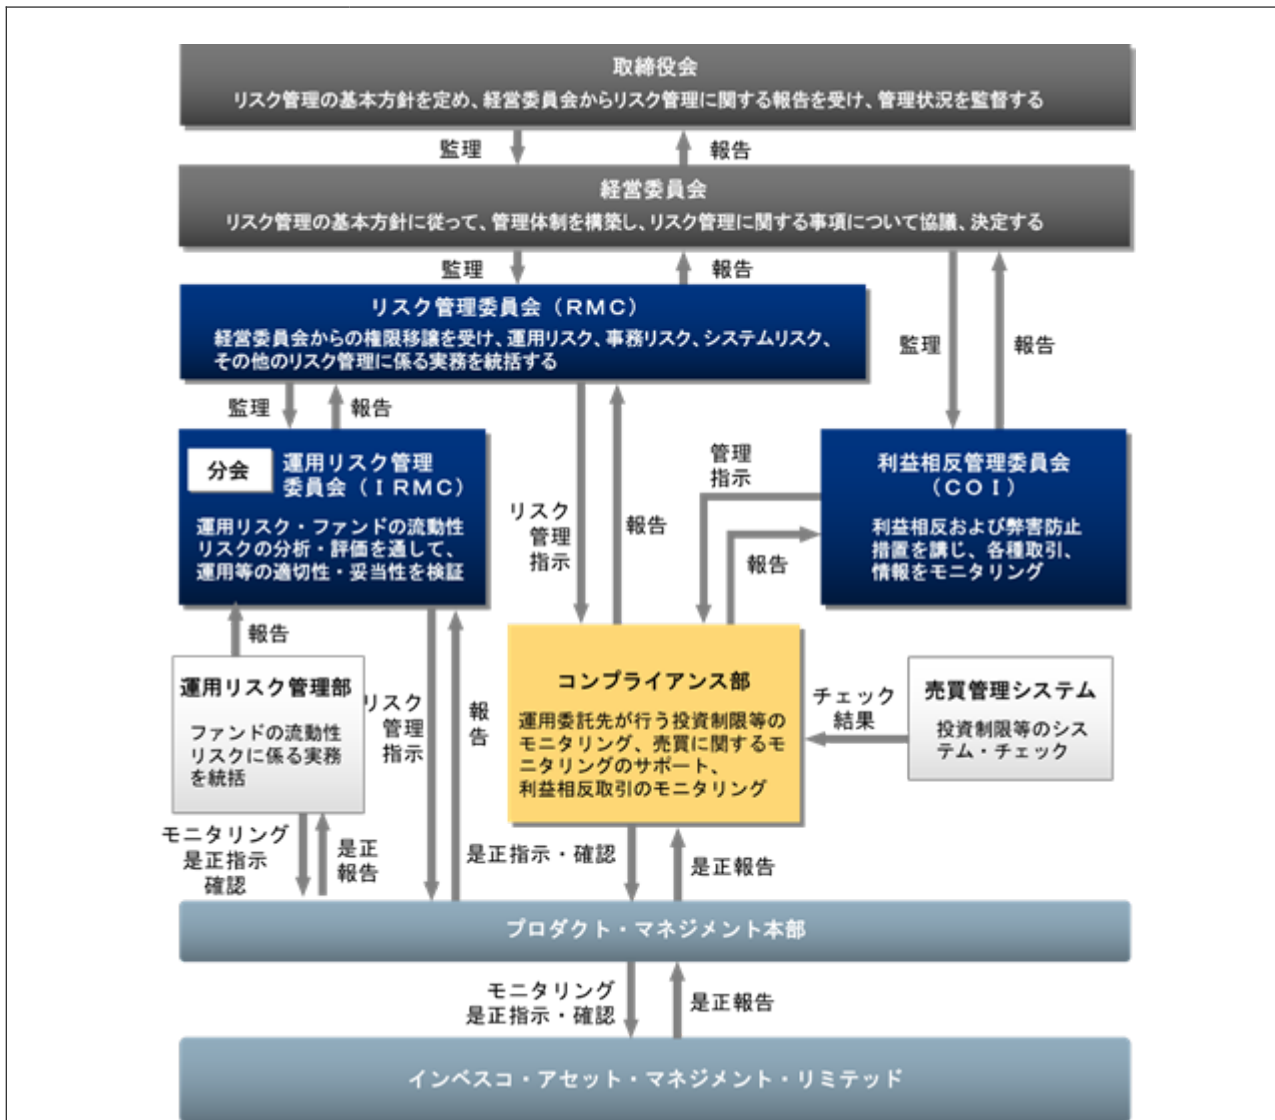 取締役会
リスク管理の基本方針を定め、経営委員会からリスク管理に関する報告を受け、管理状況を監督する
監理
報告
経営委員会
リスク管理の基本方針に従って、管理体制を構築し、リスク管理に関する事項について協議、決定する
監理
報告
リスク管理委員会（ＲＭＣ）
経営委員会からの権限移譲を受け、運用リスク、事務リスク、システムリスク、
その他のリスク管理に係る実務を統括する
監理
報告
監理
報告
分会
運用リスク管理
委員会（ＩＲＭＣ）
運用リスク・ファンドの流動性
リスクの分析・評価を通して、
運用等の適切性・妥当性を検証
リスク
管理
指示
報告
管理
指示
報告
利益相反管理委員会
（ＣＯＩ）
利益相反および弊害防止
措置を講じ、各種取引、
情報をモニタリング
報告
運用リスク管理部
ファンドの流動性
リスクに係る実務
を統括
リスク
管理
指示
報
告
コンプライアンス部
運用委託先が行う投資制限等の
モニタリング、売買に関するモ
ニタリングのサポート、
利益相反取引のモニタリング
チェック
結果
売買管理システム
投資制限等のシス
テム・チェック
モニタリング
是正指示
確認
是正
報告
是正指示・確認
是正報告
プロダクト・マネジメント本部
モニタリング
是正指示・確認
是正報告
インベスコ・アセット・マネジメント・リミテッド